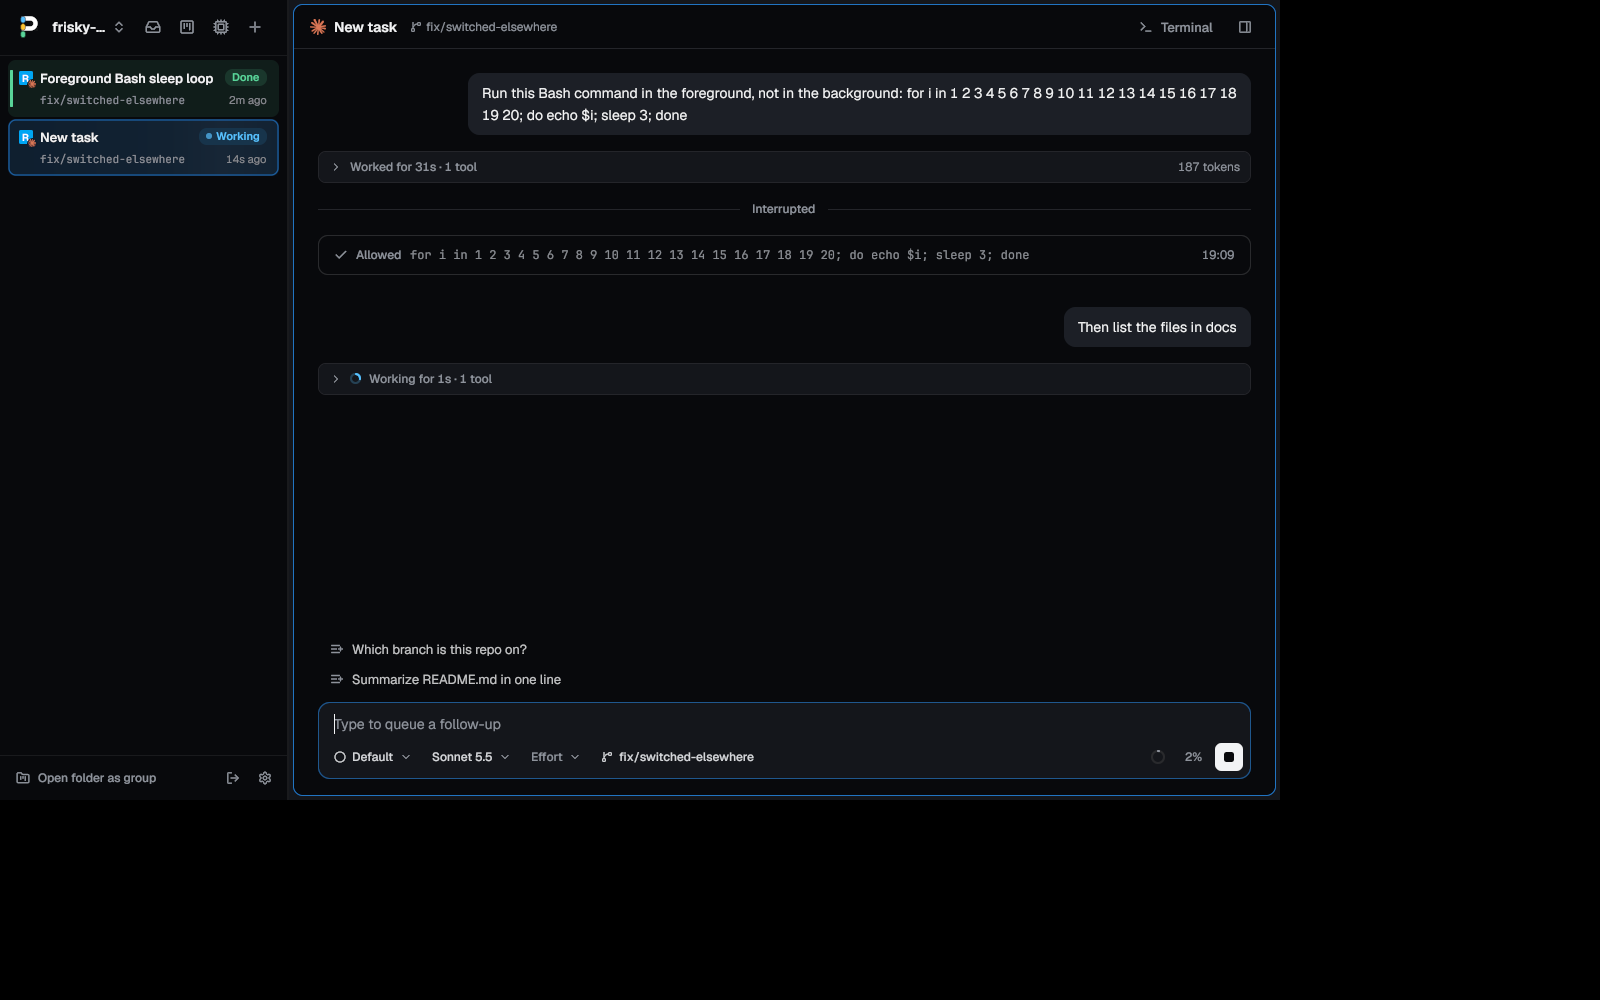 frisky-...
Foreground Bash sleep loop
Done
fix/switched-elsewhere
2m ago
New task
Working
fix/switched-elsewhere
14s ago
Open folder as group
New task
fix/switched-elsewhere
Terminal
Run this Bash command in the foreground, not in the background: for i in 1 2 3 4 5 6 7 8 9 10 11 12 13 14 15 16 17 18
19 20; do echo $i; sleep 3; done
Worked for 31s · 1 tool
187 tokens
Interrupted
Allowed for i in 1 2 3 4 5 6 7 8 9 10 11 12 13 14 15 16 17 18 19 20; do echo $i; sleep 3; done
19:09
Then list the files in docs
Working for 1s · 1 tool
Which branch is this repo on?
Summarize README.md in one line
Type to queue a follow-up
Default
Sonnet 5.5
Effort
fix/switched-elsewhere
2%